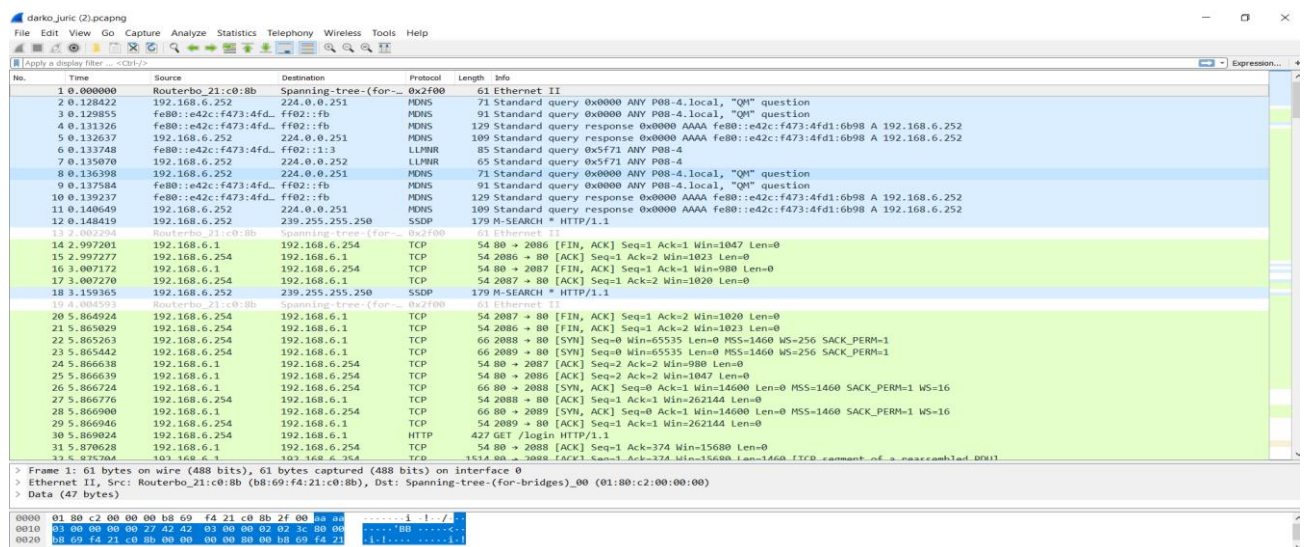 darko_juric (2).pcapng
File Edit View Go Capture Analyze Statistics Telephony Wireless Tools Help
Apply a display filter ... <Ctrl-/> Expression... +
No. Time Source Destination Protocol Length Info
1 0.000000 Routerbo_21:c0:8b Spanning-tree-(for-… 0x2f00 61 Ethernet II
2 0.128422 192.168.6.252 224.0.0.251 MDNS 71 Standard query 0x0000 ANY P08-4.local, "QM" question
3 0.129855 fe80::e42c:f473:4fd… ff02::fb MDNS 91 Standard query 0x0000 ANY P08-4.local, "QM" question
4 0.131326 fe80::e42c:f473:4fd… ff02::fb MDNS 129 Standard query response 0x0000 AAAA fe80::e42c:f473:4fd1:6b98 A 192.168.6.252
5 0.132637 192.168.6.252 224.0.0.251 MDNS 109 Standard query response 0x0000 AAAA fe80::e42c:f473:4fd1:6b98 A 192.168.6.252
6 0.133748 fe80::e42c:f473:4fd… ff02::1:3 LLMNR 85 Standard query 0x5f71 ANY P08-4
7 0.135070 192.168.6.252 224.0.0.252 LLMNR 65 Standard query 0x5f71 ANY P08-4
8 0.136398 192.168.6.252 224.0.0.251 MDNS 71 Standard query 0x0000 ANY P08-4.local, "QM" question
9 0.137584 fe80::e42c:f473:4fd… ff02::fb MDNS 91 Standard query 0x0000 ANY P08-4.local, "QM" question
10 0.139237 fe80::e42c:f473:4fd… ff02::fb MDNS 129 Standard query response 0x0000 AAAA fe80::e42c:f473:4fd1:6b98 A 192.168.6.252
11 0.140649 192.168.6.252 224.0.0.251 MDNS 109 Standard query response 0x0000 AAAA fe80::e42c:f473:4fd1:6b98 A 192.168.6.252
12 0.148419 192.168.6.252 239.255.255.250 SSDP 179 M-SEARCH * HTTP/1.1
13 2.002294 Routerbo_21:c0:8b Spanning-tree-(for-… 0x2f00 61 Ethernet II
14 2.997201 192.168.6.1 192.168.6.254 TCP 54 80 → 2086 [FIN, ACK] Seq=1 Ack=1 Win=1047 Len=0
15 2.997277 192.168.6.254 192.168.6.1 TCP 54 2086 → 80 [ACK] Seq=1 Ack=2 Win=1023 Len=0
16 3.007172 192.168.6.1 192.168.6.254 TCP 54 80 → 2087 [FIN, ACK] Seq=1 Ack=1 Win=980 Len=0
17 3.007270 192.168.6.254 192.168.6.1 TCP 54 2087 → 80 [ACK] Seq=1 Ack=2 Win=1020 Len=0
18 3.159365 192.168.6.252 239.255.255.250 SSDP 179 M-SEARCH * HTTP/1.1
19 4.004593 Routerbo_21:c0:8b Spanning-tree-(for-… 0x2f00 61 Ethernet II
20 5.864924 192.168.6.254 192.168.6.1 TCP 54 2087 → 80 [FIN, ACK] Seq=1 Ack=2 Win=1020 Len=0
21 5.865029 192.168.6.254 192.168.6.1 TCP 54 2086 → 80 [FIN, ACK] Seq=1 Ack=2 Win=1023 Len=0
22 5.865263 192.168.6.254 192.168.6.1 TCP 66 2088 → 80 [SYN] Seq=0 Win=65535 Len=0 MSS=1460 WS=256 SACK_PERM=1
23 5.865442 192.168.6.254 192.168.6.1 TCP 66 2089 → 80 [SYN] Seq=0 Win=65535 Len=0 MSS=1460 WS=256 SACK_PERM=1
24 5.866638 192.168.6.1 192.168.6.254 TCP 54 80 → 2087 [ACK] Seq=2 Ack=2 Win=980 Len=0
25 5.866639 192.168.6.1 192.168.6.254 TCP 54 80 → 2086 [ACK] Seq=2 Ack=2 Win=1047 Len=0
26 5.866724 192.168.6.1 192.168.6.254 TCP 66 80 → 2088 [SYN, ACK] Seq=0 Ack=1 Win=14600 Len=0 MSS=1460 SACK_PERM=1 WS=16
27 5.866776 192.168.6.254 192.168.6.1 TCP 54 2088 → 80 [ACK] Seq=1 Ack=1 Win=262144 Len=0
28 5.866900 192.168.6.1 192.168.6.254 TCP 66 80 → 2089 [SYN, ACK] Seq=0 Ack=1 Win=14600 Len=0 MSS=1460 SACK_PERM=1 WS=16
29 5.866946 192.168.6.254 192.168.6.1 TCP 54 2089 → 80 [ACK] Seq=1 Ack=1 Win=262144 Len=0
30 5.869024 192.168.6.254 192.168.6.1 HTTP 427 GET /login HTTP/1.1
31 5.870628 192.168.6.1 192.168.6.254 TCP 54 80 → 2088 [ACK] Seq=1 Ack=374 Win=15680 Len=0
32 5.875704 192.168.6.1 192.168.6.254 TCP 1514 80 → 2088 [ACK] Seq=1 Ack=374 Win=15680 Len=1460 [TCP segment of a reassembled PDU]
> Frame 1: 61 bytes on wire (488 bits), 61 bytes captured (488 bits) on interface 0
> Ethernet II, Src: Routerbo_21:c0:8b (b8:69:f4:21:c0:8b), Dst: Spanning-tree-(for-bridges)_00 (01:80:c2:00:00:00)
> Data (47 bytes)
0000 01 80 c2 00 00 00 b8 69 f4 21 c0 8b 2f 00 aa aa ·······i ·!··/···
0010 03 00 00 00 00 27 42 42 03 00 00 02 02 3c 80 00 ·····'BB ·····<··
0020 b8 69 f4 21 c0 8b 00 00 00 00 80 00 b8 69 f4 21 ·i·!···· ·····i·!